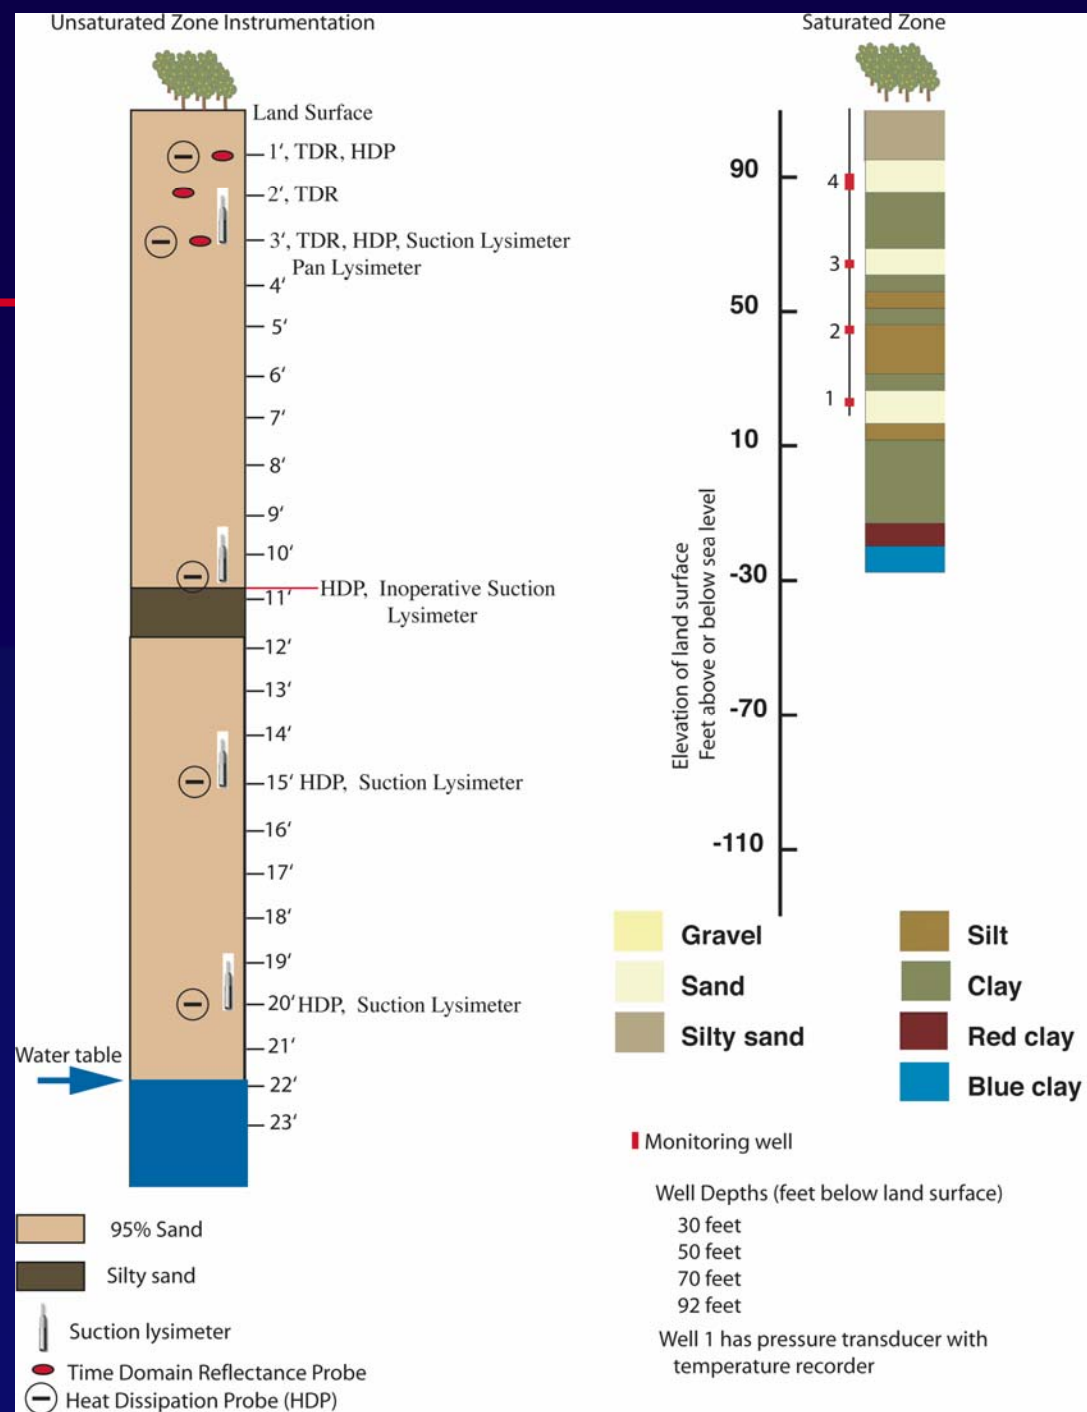 Unsaturated Zone Instrumentation
Land Surface
1', TDR, HDP
2', TDR
3', TDR, HDP, Suction Lysimeter
Pan Lysimeter
4'
5'
6'
7'
8'
9'
10'
HDP, Inoperative Suction
Lysimeter
11'
12'
13'
14'
15' HDP, Suction Lysimeter
16'
17'
18'
19'
20' HDP, Suction Lysimeter
21'
Water table
22'
23'
95% Sand
Silty sand
Suction lysimeter
Time Domain Reflectance Probe
Heat Dissipation Probe (HDP)
Saturated Zone
90
50
10
-30
-70
-110
Elevation of land surface
Feet above or below sea level
4
3
2
1
Gravel
Sand
Silty sand
Silt
Clay
Red clay
Blue clay
Monitoring well
Well Depths (feet below land surface)
30 feet
50 feet
70 feet
92 feet
Well 1 has pressure transducer with
temperature recorder